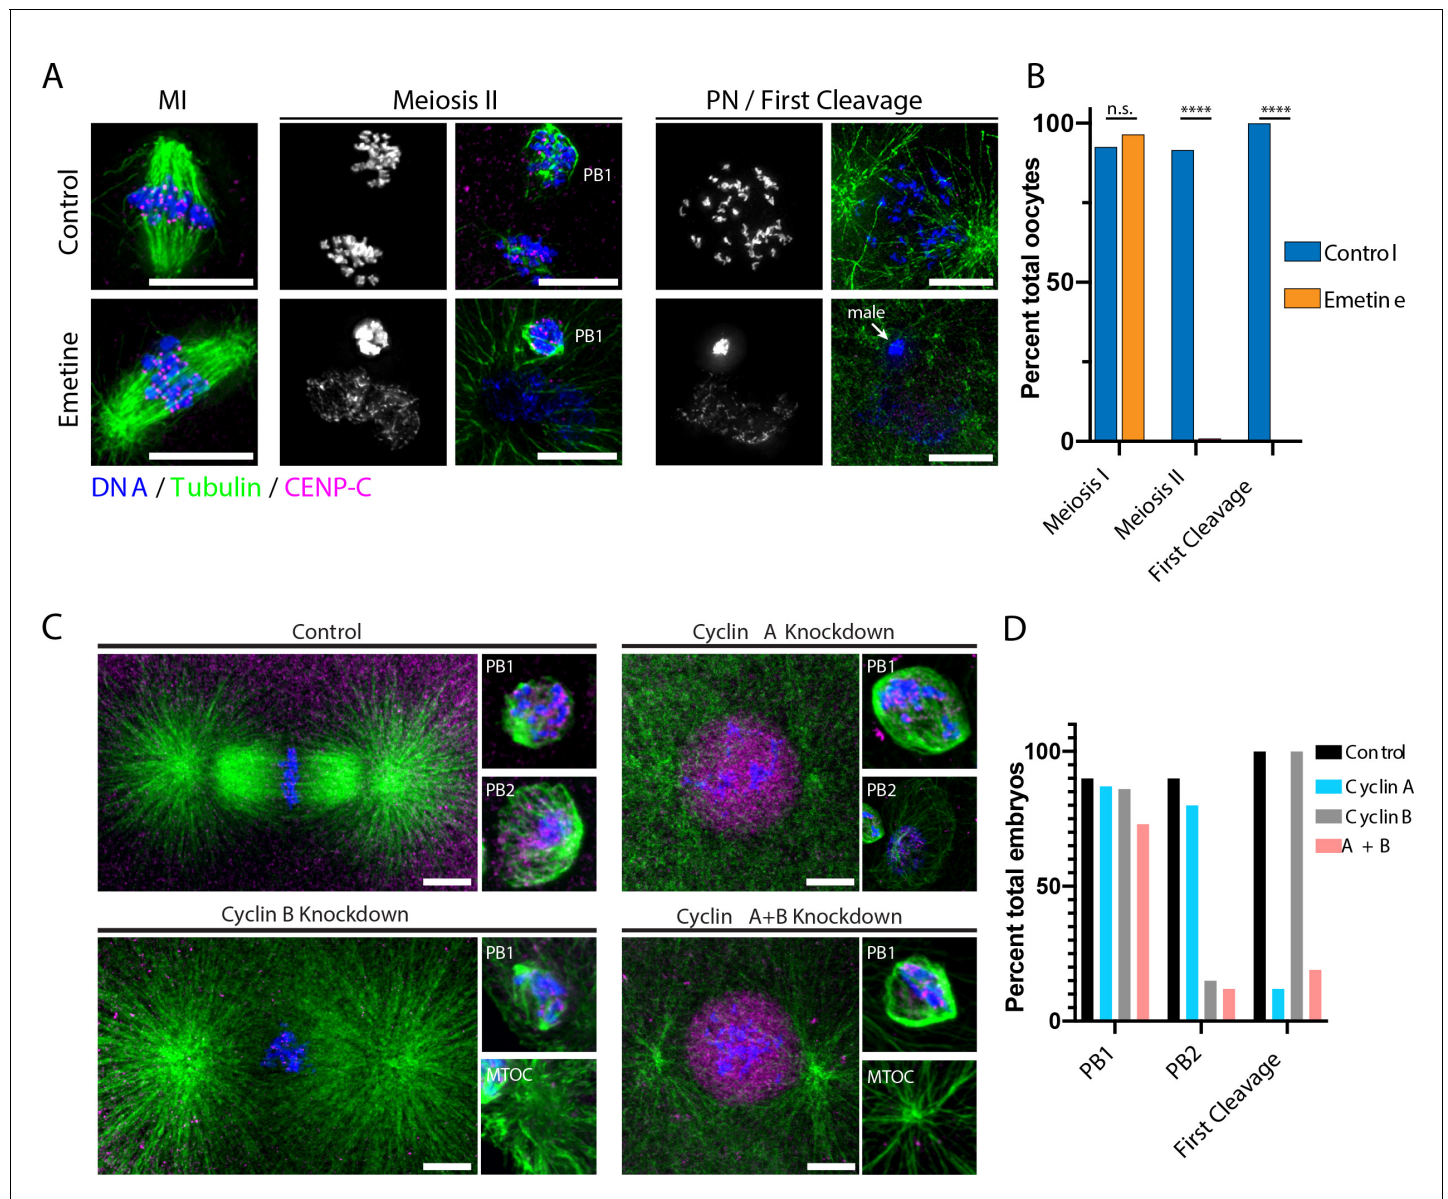 A
MI
Meiosis II
PN / First Cleavage
Control
PB1
Emetine
PB1
male
DNA / Tubulin / CENP-C
B
n.s.
****
****
Percent total oocytes
100
50
0
Control
Emetine
Meiosis I
Meiosis II
First Cleavage
C
Control
PB1
PB2
Cyclin A Knockdown
PB1
PB2
Cyclin B Knockdown
PB1
MTOC
Cyclin A+B Knockdown
PB1
MTOC
D
Percent total embryos
100
50
0
Control
Cyclin A
Cyclin B
A + B
PB1
PB2
First Cleavage